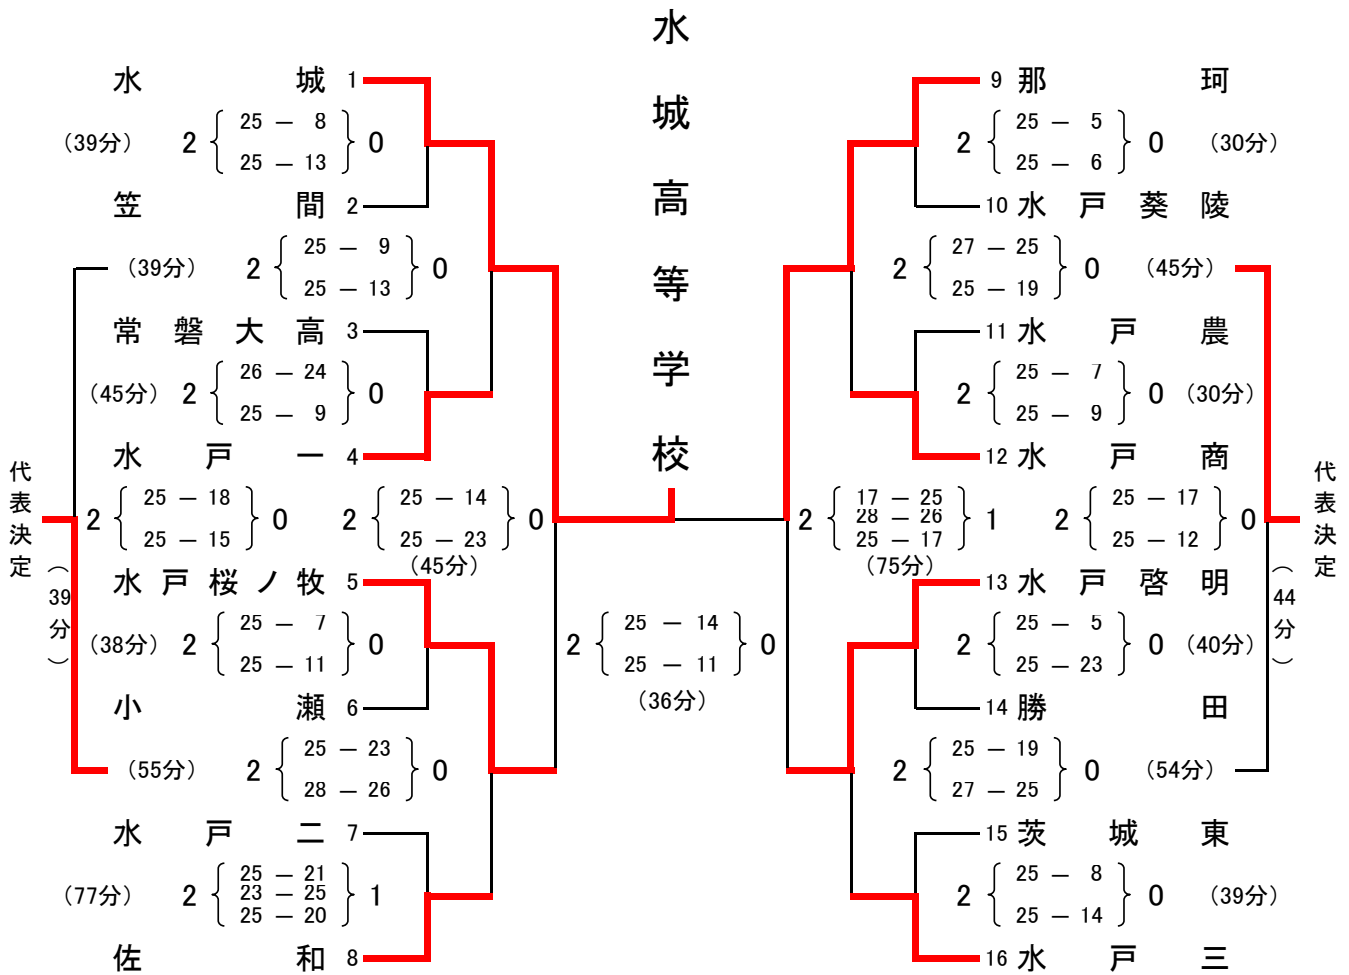 水城高等学校
水城 1
(39分) 2 25 — 8 0
25 — 13
笠間 2
(39分) 2 25 — 9 0
25 — 13
常磐大高 3
(45分) 2 26 — 24 0
25 — 9
水戸一 4
代表決定
(39分)
2 25 — 18 0
25 — 15
2 25 — 14 0
25 — 23
(45分)
水戸桜ノ牧 5
(38分) 2 25 — 7 0
25 — 11
小瀬 6
(55分) 2 25 — 23 0
28 — 26
水戸二 7
(77分) 2 25 — 21 1
23 — 25
25 — 20
佐和 8
2 25 — 14 0
25 — 11
(36分)
9 那珂
2 25 — 5 0 (30分)
25 — 6
10 水戸葵陵
2 27 — 25 0 (45分)
25 — 19
11 水戸農
2 25 — 7 0 (30分)
25 — 9
12 水戸商
2 17 — 25 1
28 — 26
25 — 17
(75分)
2 25 — 17 0
25 — 12
代表決定
(44分)
13 水戸啓明
2 25 — 5 0 (40分)
25 — 23
14 勝田
2 25 — 19 0 (54分)
27 — 25
15 茨城東
2 25 — 8 0 (39分)
25 — 14
16 水戸三